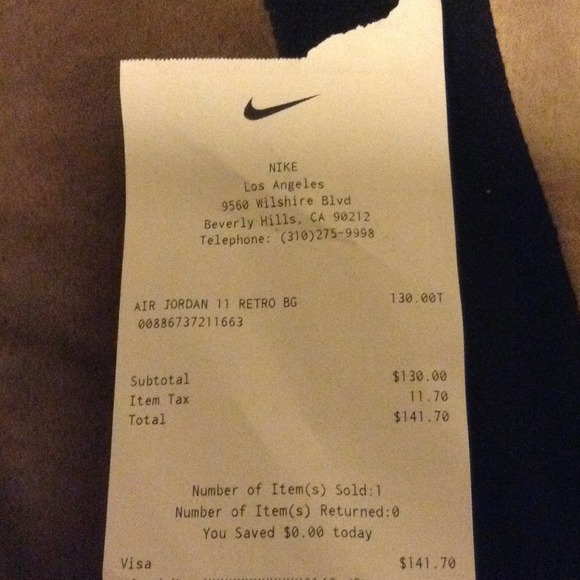 NIKE
Los Angeles
9560 Wilshire Blvd
Beverly Hills, CA 90212
Telephone: (310)275-9998
AIR JORDAN 11 RETRO BG 130.00T
00886737211663
Subtotal $130.00
Item Tax 11.70
Total $141.70
Number of Item(s) Sold:1
Number of Item(s) Returned:0
You Saved $0.00 today
Visa $141.70